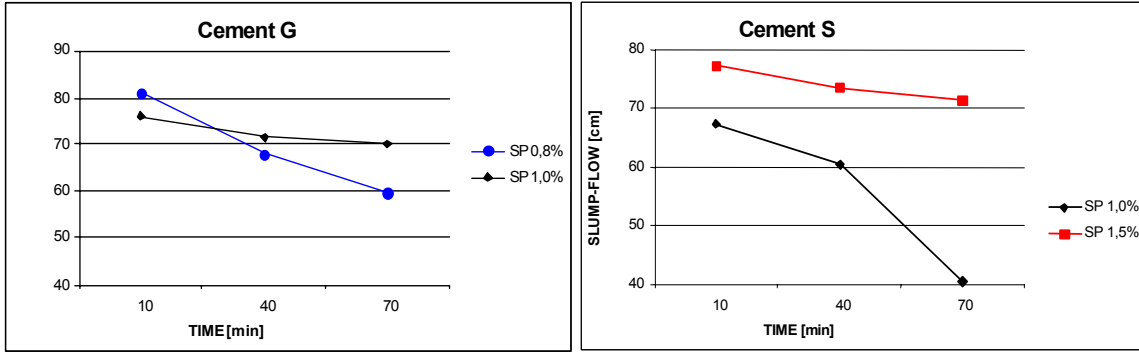 Cement G
90
80
70
60
50
40
10 40 70
TIME [min]
SP 0,8%
SP 1,0%
Cement S
SLUMP-FLOW [cm]
80
70
60
50
40
10 40 70
TIME [min]
SP 1,0%
SP 1,5%